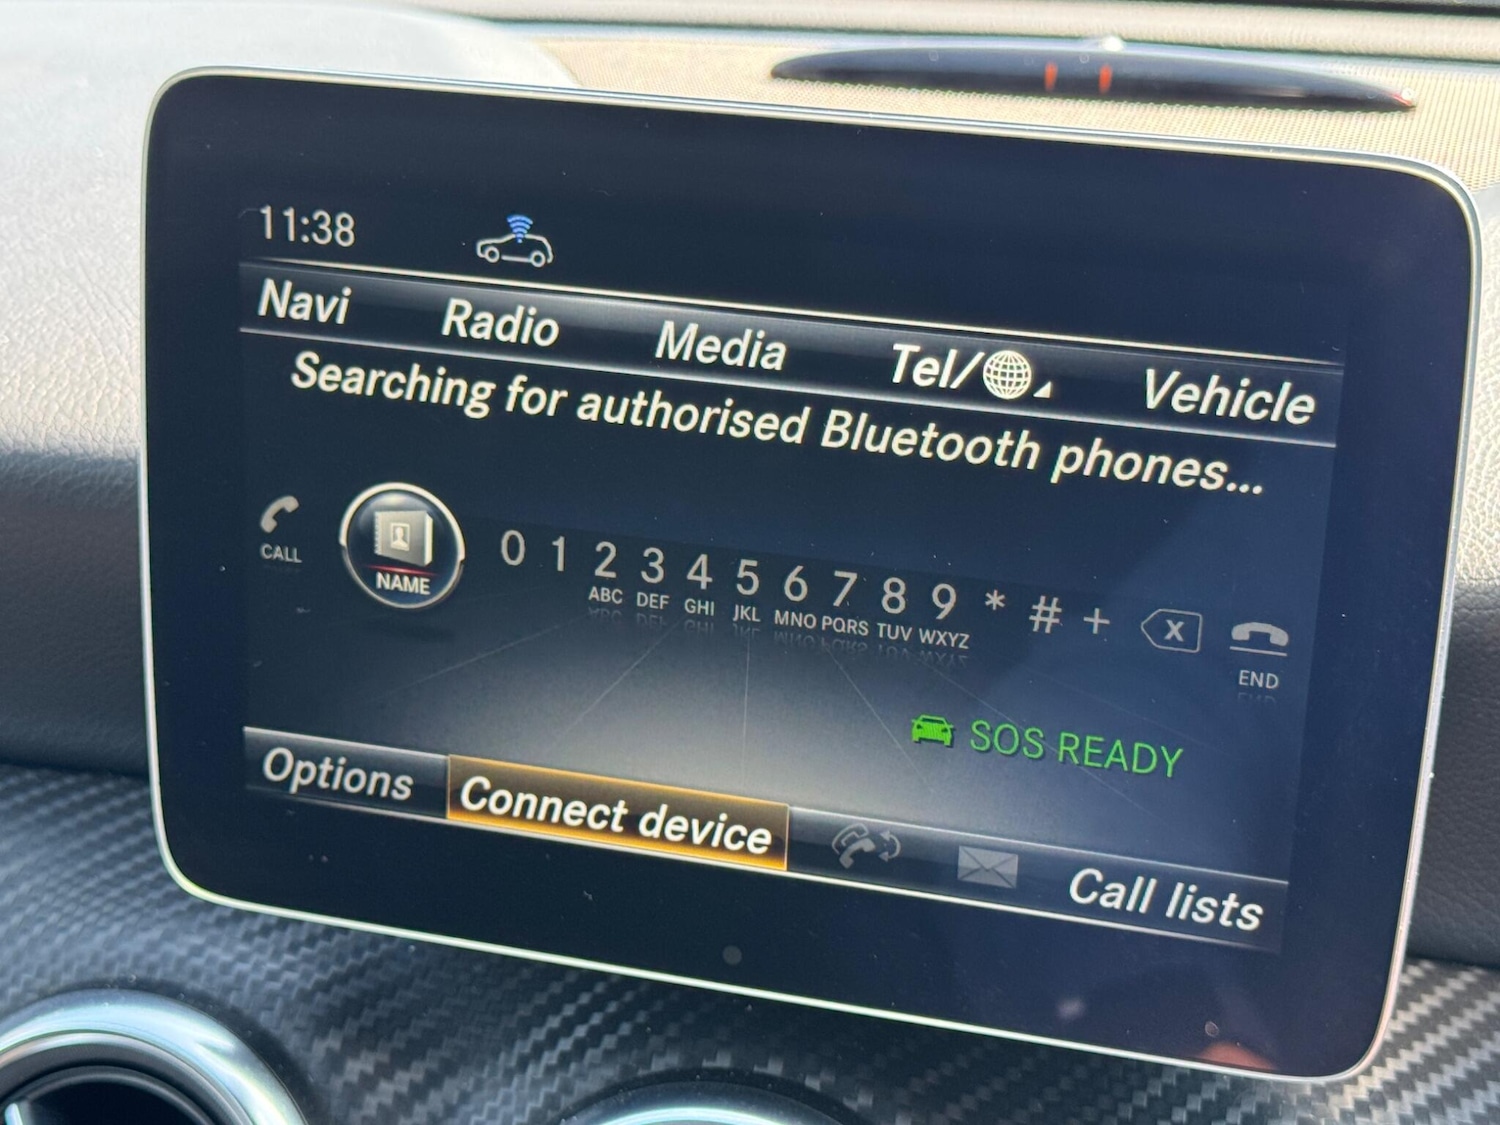 11:38
Navi Radio Media Tel/ Vehicle
Searching for authorised Bluetooth phones...
CALL NAME 0 1 2 ABC 3 DEF 4 GHI 5 JKL 6 MNO 7 PQRS 8 TUV 9 WXYZ * # + X END
SOS READY
Options Connect device Call lists